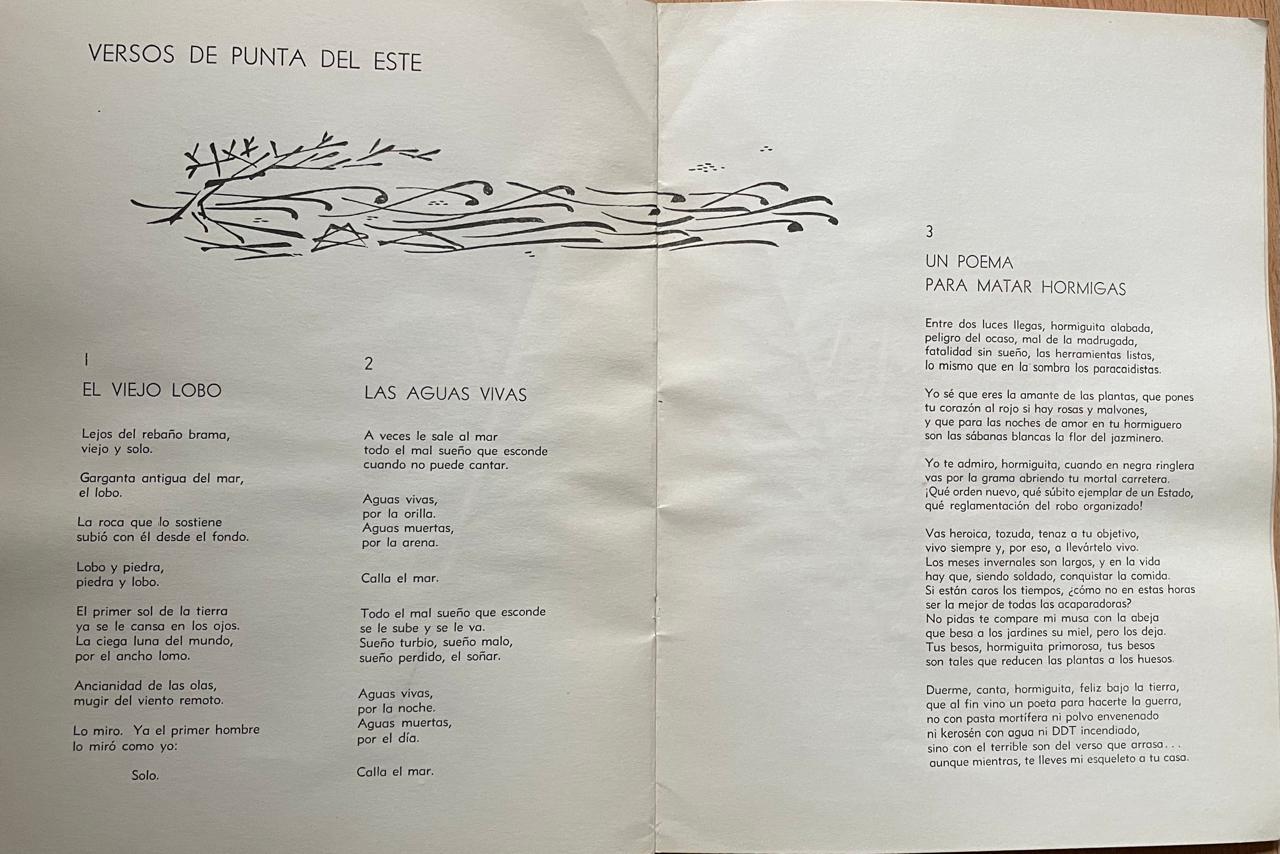 VERSOS DE PUNTA DEL ESTE
1
EL VIEJO LOBO
Lejos del rebaño brama,
viejo y solo.
Garganta antigua del mar,
el lobo.
La roca que lo sostiene
subió con él desde el fondo.
Lobo y piedra,
piedra y lobo.
El primer sol de la tierra
ya se le cansa en los ojos.
La ciega luna del mundo,
por el ancho lomo.
Ancianidad de las olas,
mugir del viento remoto.
Lo miro. Ya el primer hombre
lo miró como yo:
Solo.
2
LAS AGUAS VIVAS
A veces le sale al mar
todo el mal sueño que esconde
cuando no puede cantar.
Aguas vivas,
por la orilla.
Aguas muertas,
por la arena.
Calla el mar.
Todo el mal sueño que esconde
se le sube y se le va.
Sueño turbio, sueño malo,
sueño perdido, el soñar.
Aguas vivas,
por la noche.
Aguas muertas,
por el día.
Calla el mar.
3
UN POEMA
PARA MATAR HORMIGAS
Entre dos luces llegas, hormiguita alabada,
peligro del ocaso, mal de la madrugada,
fatalidad sin sueño, las herramientas listas,
lo mismo que en la sombra los paracaidistas.
Yo sé que eres la amante de las plantas, que pones
tu corazón al rojo si hay rosas y malvones,
y que para las noches de amor en tu hormiguero
son las sábanas blancas la flor del jazminero.
Yo te admiro, hormiguita, cuando en negra ringlera
vas por la grama abriendo tu mortal carretera.
¡Qué orden nuevo, qué súbito ejemplar de un Estado,
qué reglamentación del robo organizado!
Vas heroica, tozuda, tenaz a tu objetivo,
vivo siempre y, por eso, a llevártelo vivo.
Los meses invernales son largos, y en la vida
hay que, siendo soldado, conquistar la comida.
Si están caros los tiempos, ¿cómo no en estas horas
ser la mejor de todas las acaparadoras?
No pidas te compare mi musa con la abeja
que besa a los jardines su miel, pero los deja.
Tus besos, hormiguita primorosa, tus besos
son tales que reducen las plantas a los huesos.
Duerme, canta, hormiguita, feliz bajo la tierra,
que al fin vino un poeta para hacerte la guerra,
no con pasta mortífera ni polvo envenenado
ni kerosén con agua ni DDT incendiado,
sino con el terrible son del verso que arrasa...
aunque mientras, te lleves mi esqueleto a tu casa.